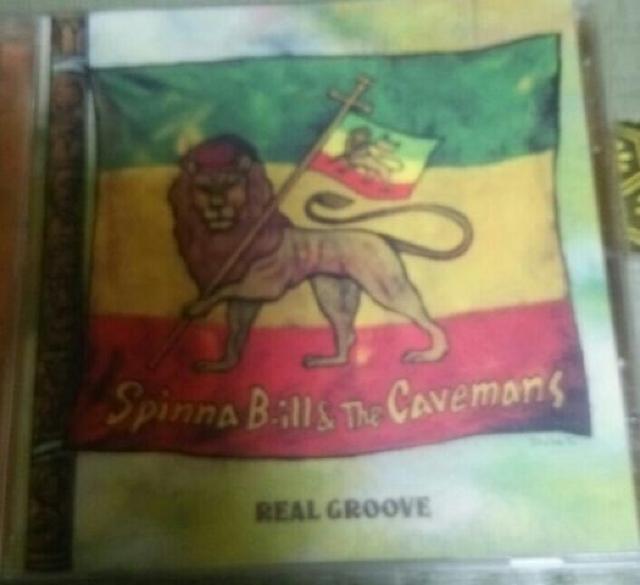 Spinna B-ill & The Cavemans
REAL GROOVE